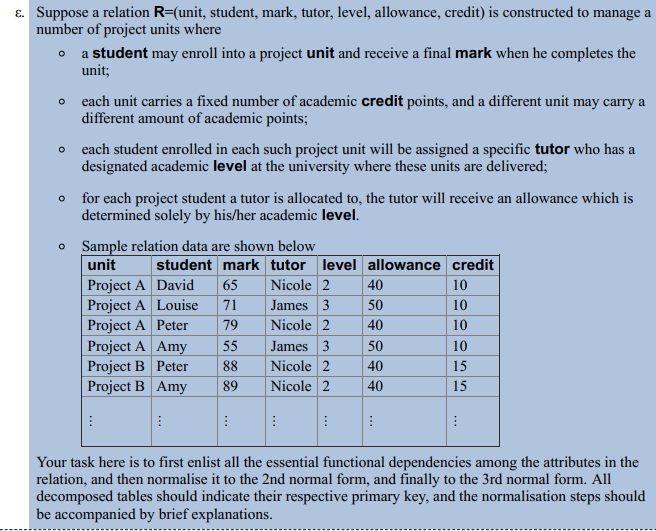 ε. Suppose a relation R=(unit, student, mark, tutor, level, allowance, credit) is constructed to manage a
number of project units where
o a student may enroll into a project unit and receive a final mark when he completes the
unit;
o each unit carries a fixed number of academic credit points, and a different unit may carry a
different amount of academic points;
o each student enrolled in each such project unit will be assigned a specific tutor who has a
designated academic level at the university where these units are delivered;
o for each project student a tutor is allocated to, the tutor will receive an allowance which is
determined solely by his/her academic level.
o Sample relation data are shown below
unit student mark tutor level allowance credit
Project A David 65 Nicole 2 40 10
Project A Louise 71 James 3 50 10
Project A Peter 79 Nicole 2 40 10
Project A Amy 55 James 3 50 10
Project B Peter 88 Nicole 2 40 15
Project B Amy 89 Nicole 2 40 15
⋮ ⋮ ⋮ ⋮ ⋮ ⋮ ⋮
Your task here is to first enlist all the essential functional dependencies among the attributes in the
relation, and then normalise it to the 2nd normal form, and finally to the 3rd normal form. All
decomposed tables should indicate their respective primary key, and the normalisation steps should
be accompanied by brief explanations.